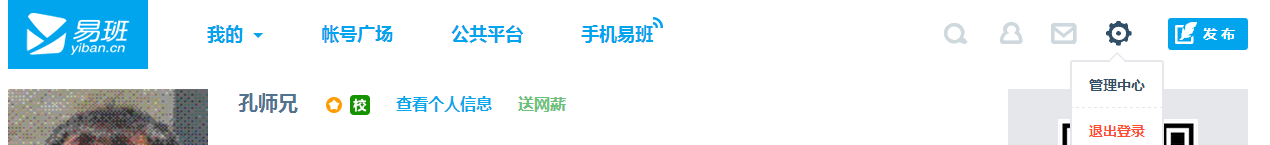 易班
yiban.cn
我的 帐号广场 公共平台 手机易班 发布
孔师兄 校 查看个人信息 送网薪
管理中心
退出登录